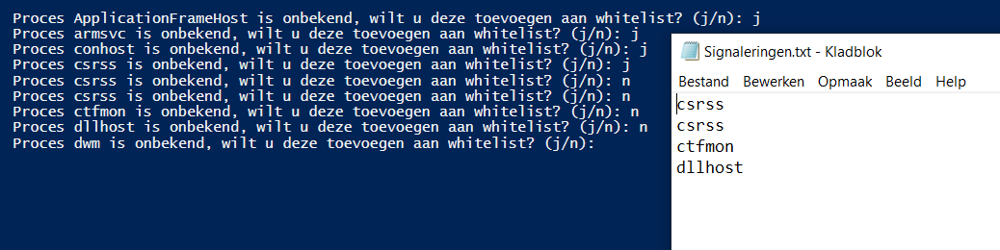 Proces ApplicationFrameHost is onbekend, wilt u deze toevoegen aan whitelist? (j/n): j
Proces armsvc is onbekend, wilt u deze toevoegen aan whitelist? (j/n): j
Proces conhost is onbekend, wilt u deze toevoegen aan whitelist? (j/n): j
Proces csrss is onbekend, wilt u deze toevoegen aan whitelist? (j/n): j
Proces csrss is onbekend, wilt u deze toevoegen aan whitelist? (j/n): n
Proces csrss is onbekend, wilt u deze toevoegen aan whitelist? (j/n): n
Proces ctfmon is onbekend, wilt u deze toevoegen aan whitelist? (j/n): n
Proces dllhost is onbekend, wilt u deze toevoegen aan whitelist? (j/n): n
Proces dwm is onbekend, wilt u deze toevoegen aan whitelist? (j/n):
Signaleringen.txt - Kladblok
Bestand Bewerken Opmaak Beeld Help
csrss
csrss
ctfmon
dllhost